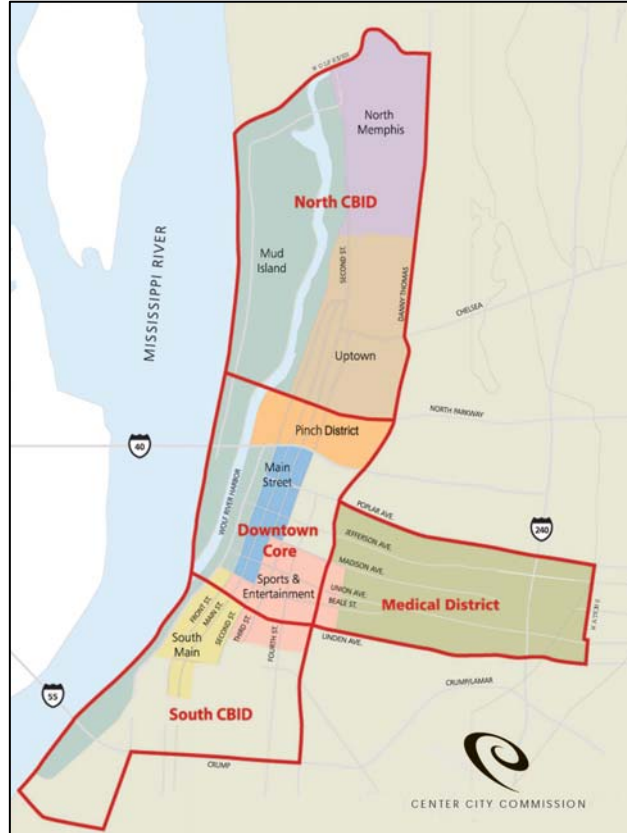 WOLF RIVER
North
Memphis
North CBID
MISSISSIPPI RIVER
Mud
Island
SECOND ST.
DANNY THOMAS
CHELSEA
Uptown
NORTH PARKWAY
Pinch District
40
Main
Street
WOLF RIVER HARBOR
POPLAR AVE.
240
Downtown
Core
JEFFERSON AVE.
MADISON AVE.
Sports &
Entertainment
UNION AVE.
BEALE ST.
Medical District
WATKINS
FRONT ST.
MAIN ST.
SECOND ST.
THIRD ST.
FOURTH ST.
LINDEN AVE.
South
Main
CRUMP/LAMAR
55
South CBID
CRUMP
CENTER CITY COMMISSION